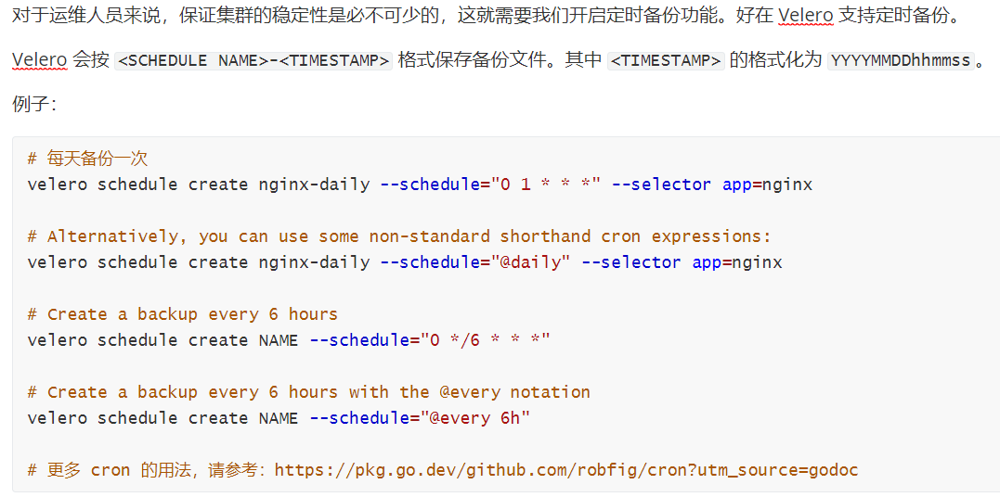 对于运维人员来说，保证集群的稳定性是必不可少的，这就需要我们开启定时备份功能。好在 Velero 支持定时备份。
Velero 会按 <SCHEDULE NAME>-<TIMESTAMP> 格式保存备份文件。其中 <TIMESTAMP> 的格式化为 YYYYMMDDhhmmss。
例子：
# 每天备份一次
velero schedule create nginx-daily --schedule="0 1 * * *" --selector app=nginx
# Alternatively, you can use some non-standard shorthand cron expressions:
velero schedule create nginx-daily --schedule="@daily" --selector app=nginx
# Create a backup every 6 hours
velero schedule create NAME --schedule="0 */6 * * *"
# Create a backup every 6 hours with the @every notation
velero schedule create NAME --schedule="@every 6h"
# 更多 cron 的用法，请参考：https://pkg.go.dev/github.com/robfig/cron?utm_source=godoc